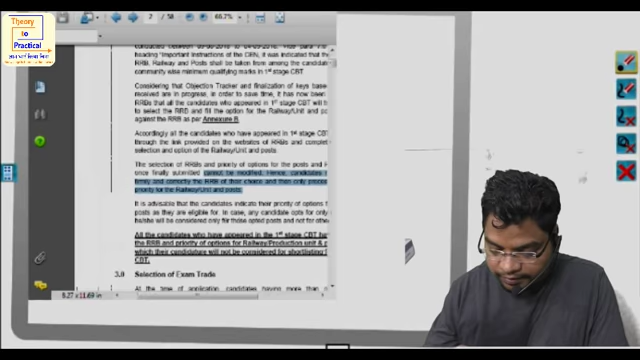 Theory
to
Practical
2 / 58
68.7%
heading "Important Instructions of the CEN, it was indicated that the
RRB, Railway and Posts shall be taken from among the candidates
community wise minimum qualifying marks in 1st stage CBT.
Considering that Objection Tracker and finalization of keys base
received are in progress, in order to save time, it has now been
RRBs that all the candidates who appeared in 1st stage CBT will
to select the RRB and fill the option for the Railway/Unit and po
against the RRB as per Annexure B.
Accordingly all the candidates who have appeared in 1st stage CBT
through the link provided on the websites of RRBs and complet
selection and option of the Railway/Unit and posts.
The selection of RRBs and priority of options for the posts and R
once finally submitted cannot be modified. Hence, candidates
firmly and correctly the RRB of their choice and then only proce
priority for the Railway/Unit and posts.
It is advisable that the candidates indicate their priority of options f
posts as they are eligible for. In case, any candidate opts for only
he/she will be considered only for those opted posts and not for othe
All the candidates who have appeared in the 1st stage CBT ha
the RRB and priority of options for Railway/Production unit & p
which their candidature will not be considered for shortlisting
CBT.
3.0 Selection of Exam Trade
At the time of application, candidates having more than
8.27 x 11.69 in